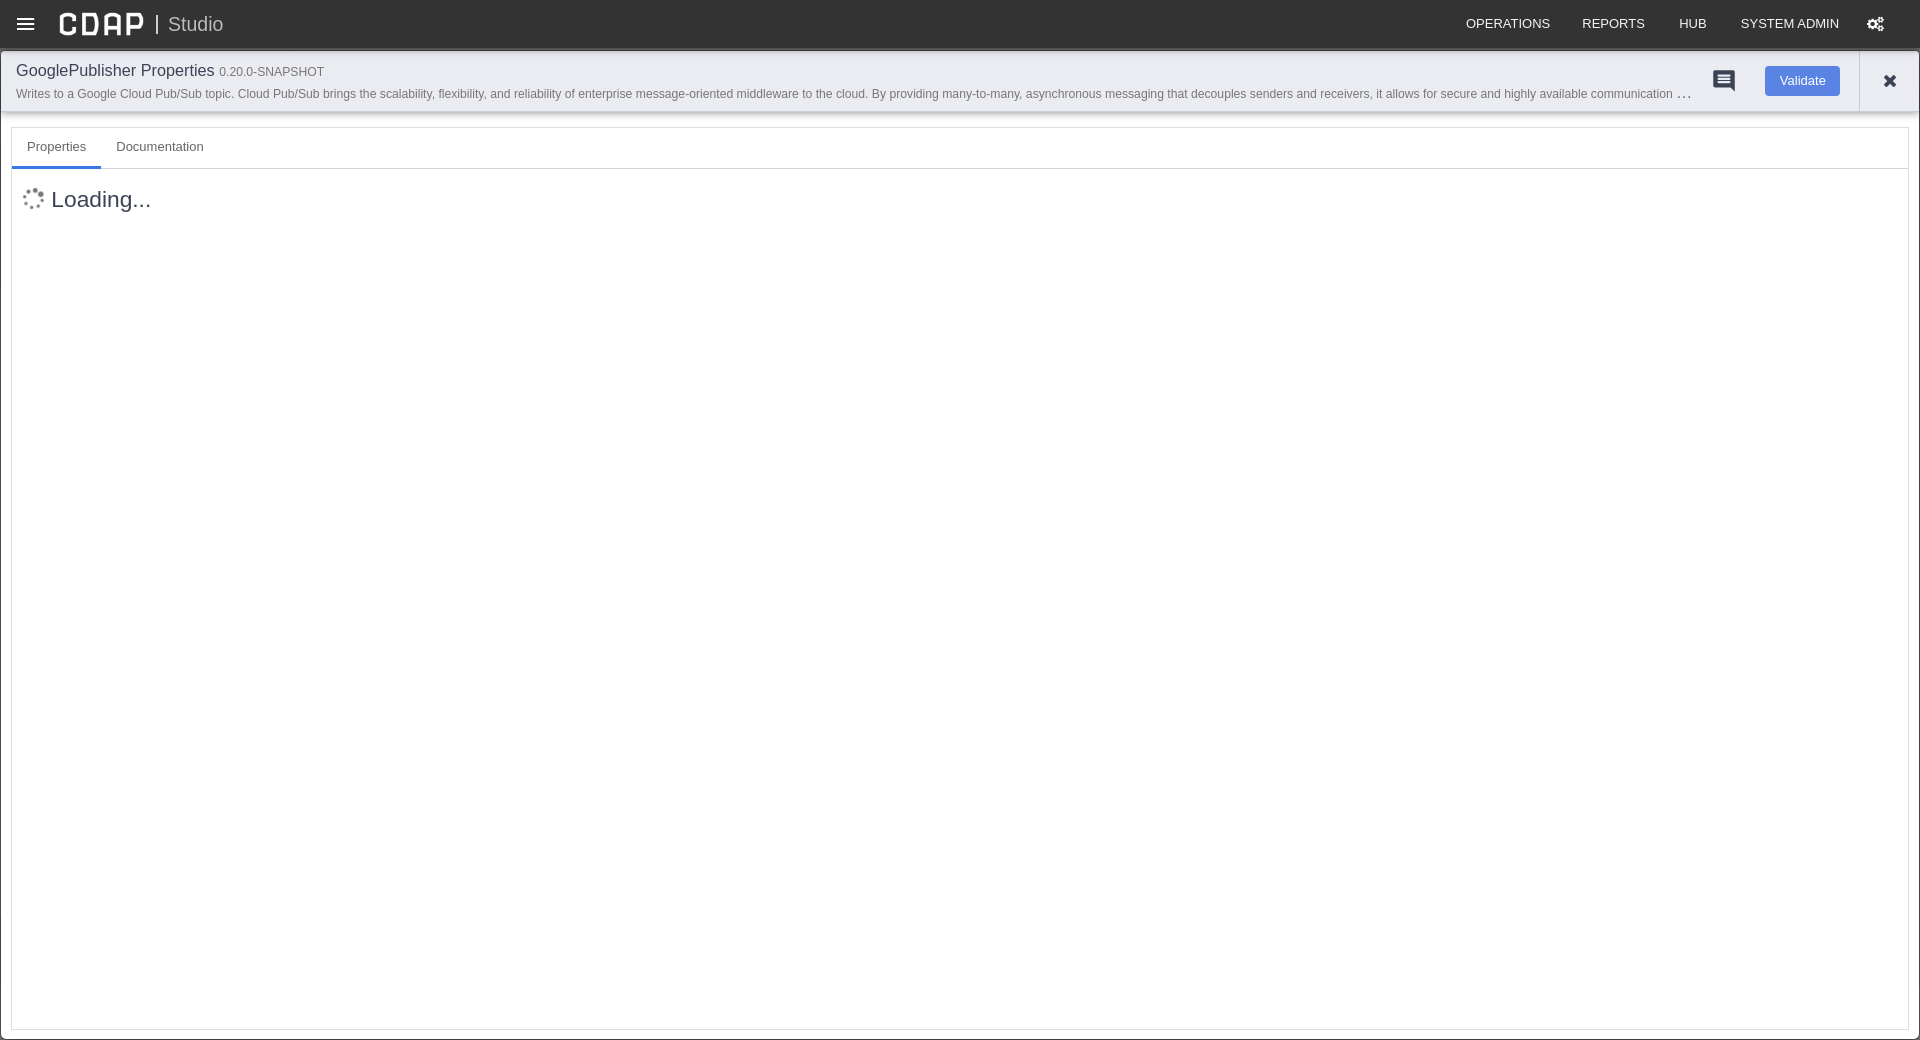 CDAP | Studio OPERATIONS REPORTS HUB SYSTEM ADMIN
GooglePublisher Properties 0.20.0-SNAPSHOT
Writes to a Google Cloud Pub/Sub topic. Cloud Pub/Sub brings the scalability, flexibility, and reliability of enterprise message-oriented middleware to the cloud. By providing many-to-many, asynchronous messaging that decouples senders and receivers, it allows for secure and highly available communication ...
Validate
Properties Documentation
Loading...